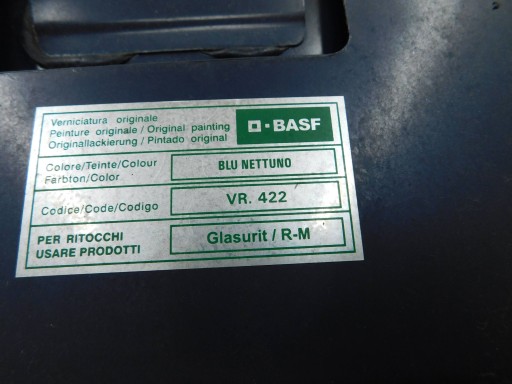 Verniciatura originale
Peinture originale / Original painting
Originallackierung / Pintado original
BASF
Colore/Teinte/Colour
Farbton/Color
BLU NETTUNO
Codice/Code/Codigo
VR. 422
PER RITOCCHI
USARE PRODOTTI
Glasurit / R-M